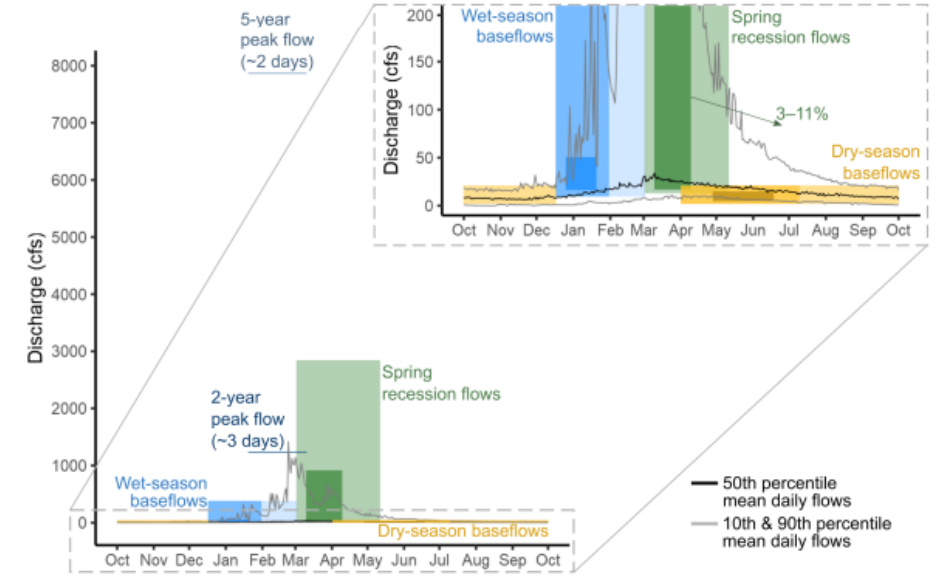 5-year
peak flow
(~2 days)
Discharge (cfs)
8000
7000
6000
5000
4000
3000
2000
1000
0
2-year
peak flow
(~3 days)
Spring
recession flows
Wet-season
baseflows
Dry-season baseflows
Oct Nov Dec Jan Feb Mar Apr May Jun Jul Aug Sep Oct
Discharge (cfs)
200
150
100
50
0
Wet-season
baseflows
Spring
recession flows
3–11%
Dry-season
baseflows
Oct Nov Dec Jan Feb Mar Apr May Jun Jul Aug Sep Oct
50th percentile
mean daily flows
10th & 90th percentile
mean daily flows